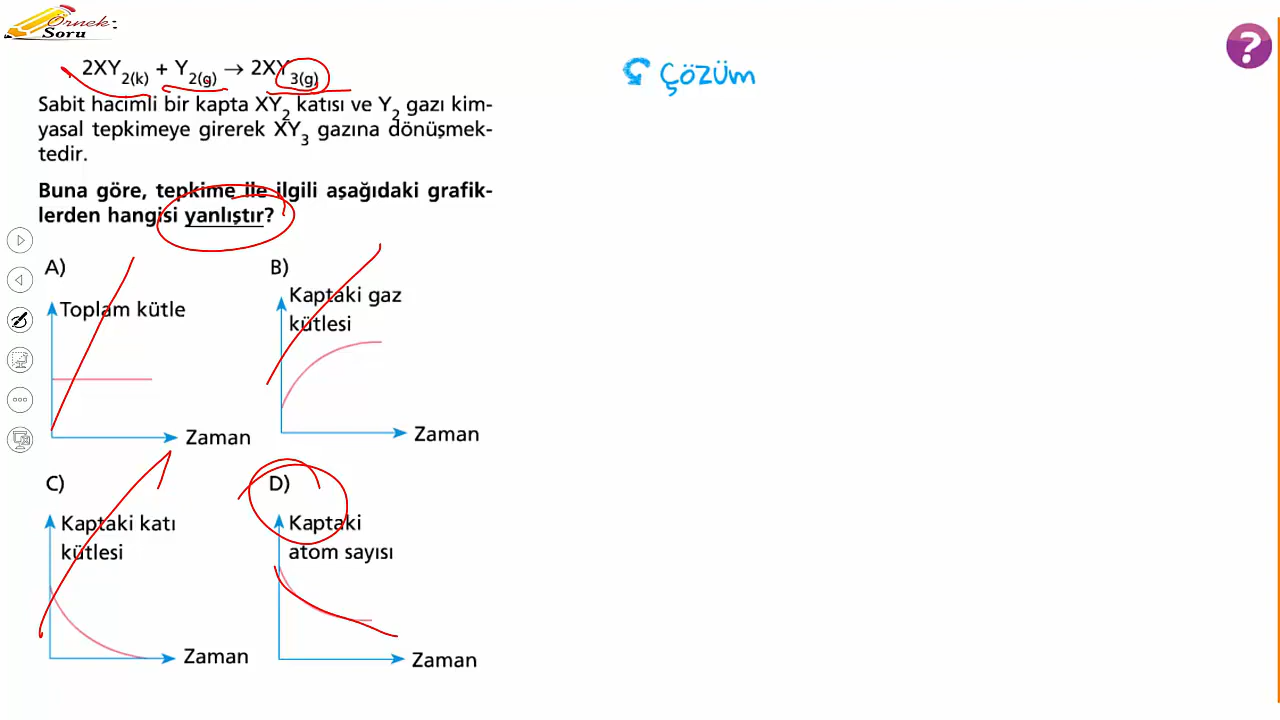 Örnek
Soru :
2XY2(k) + Y2(g) → 2XY3(g)
Sabit hacimli bir kapta XY2 katısı ve Y2 gazı kim-
yasal tepkimeye girerek XY3 gazına dönüşmek-
tedir.
Buna göre, tepkime ile ilgili aşağıdaki grafik-
lerden hangisi yanlıştır?
A)
Toplam kütle
Zaman
B)
Kaptaki gaz
kütlesi
Zaman
C)
Kaptaki katı
kütlesi
Zaman
D)
Kaptaki
atom sayısı
Zaman
Çözüm
?